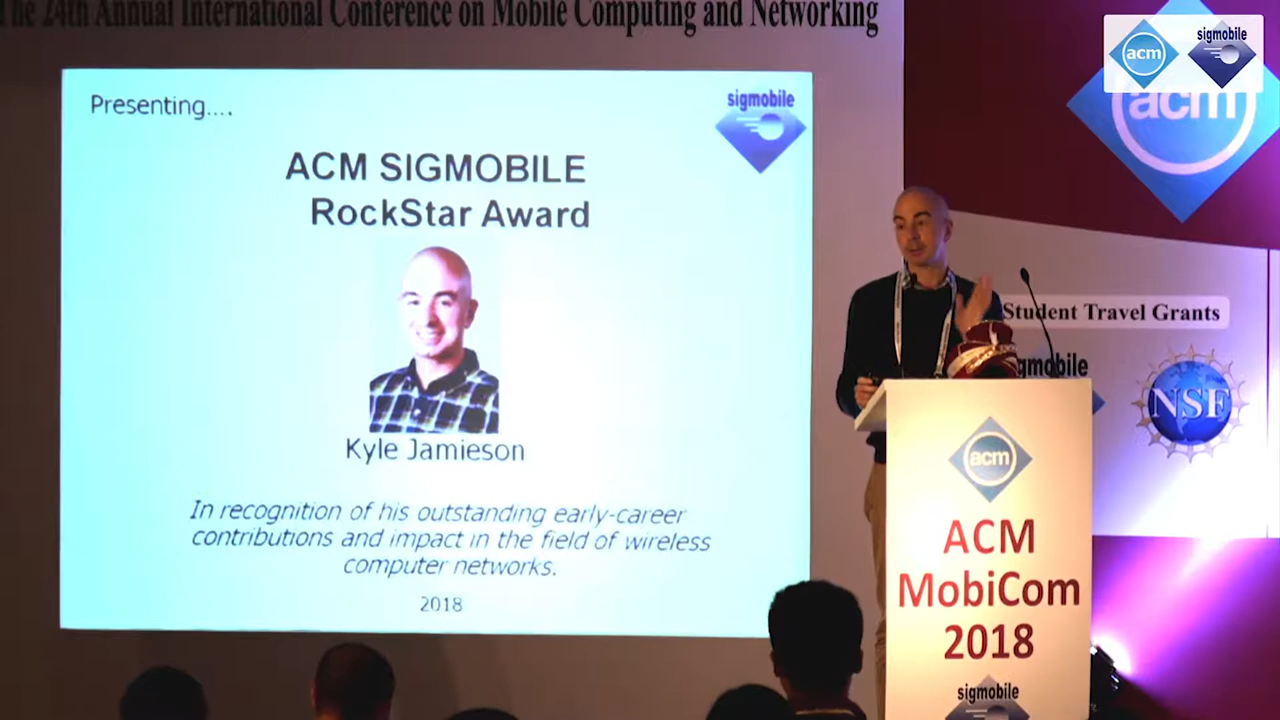 The 24th Annual International Conference on Mobile Computing and Networking
Presenting....
sigmobile
ACM SIGMOBILE
RockStar Award
Kyle Jamieson
In recognition of his outstanding early-career
contributions and impact in the field of wireless
computer networks.
2018
acm
sigmobile
acm
Student Travel Grants
sigmobile
NSF
acm
ACM
MobiCom
2018
sigmobile